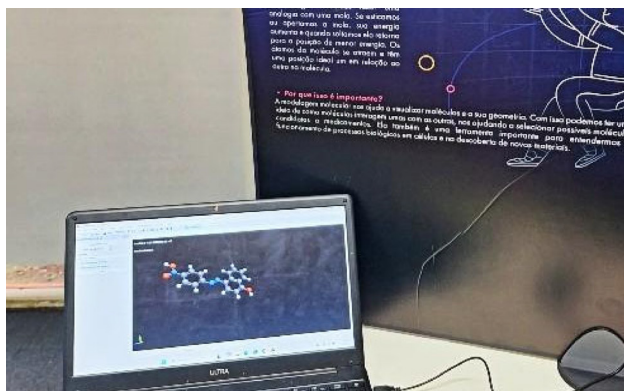 analogia com uma mola. Se esticamos
ou apertamos a mola, sua energia
aumenta e quando soltamos ela retorna
para a posição de menor energia. Os
átomos da molécula se atraem e têm
uma posição ideal um em relação ao
outro na molécula.
• Por que isso é importante?
A modelagem molecular nos ajuda a visualizar moléculas e a sua geometria. Com isso podemos ter um
ideia de como moléculas interagem umas com as outras, nos ajudando a selecionar possíveis molécul
candidatas a medicamentos. Ela também é uma ferramenta importante para entendermos
funcionamento de processos biológicos em células e na descoberta de novos materiais.
ULTRA